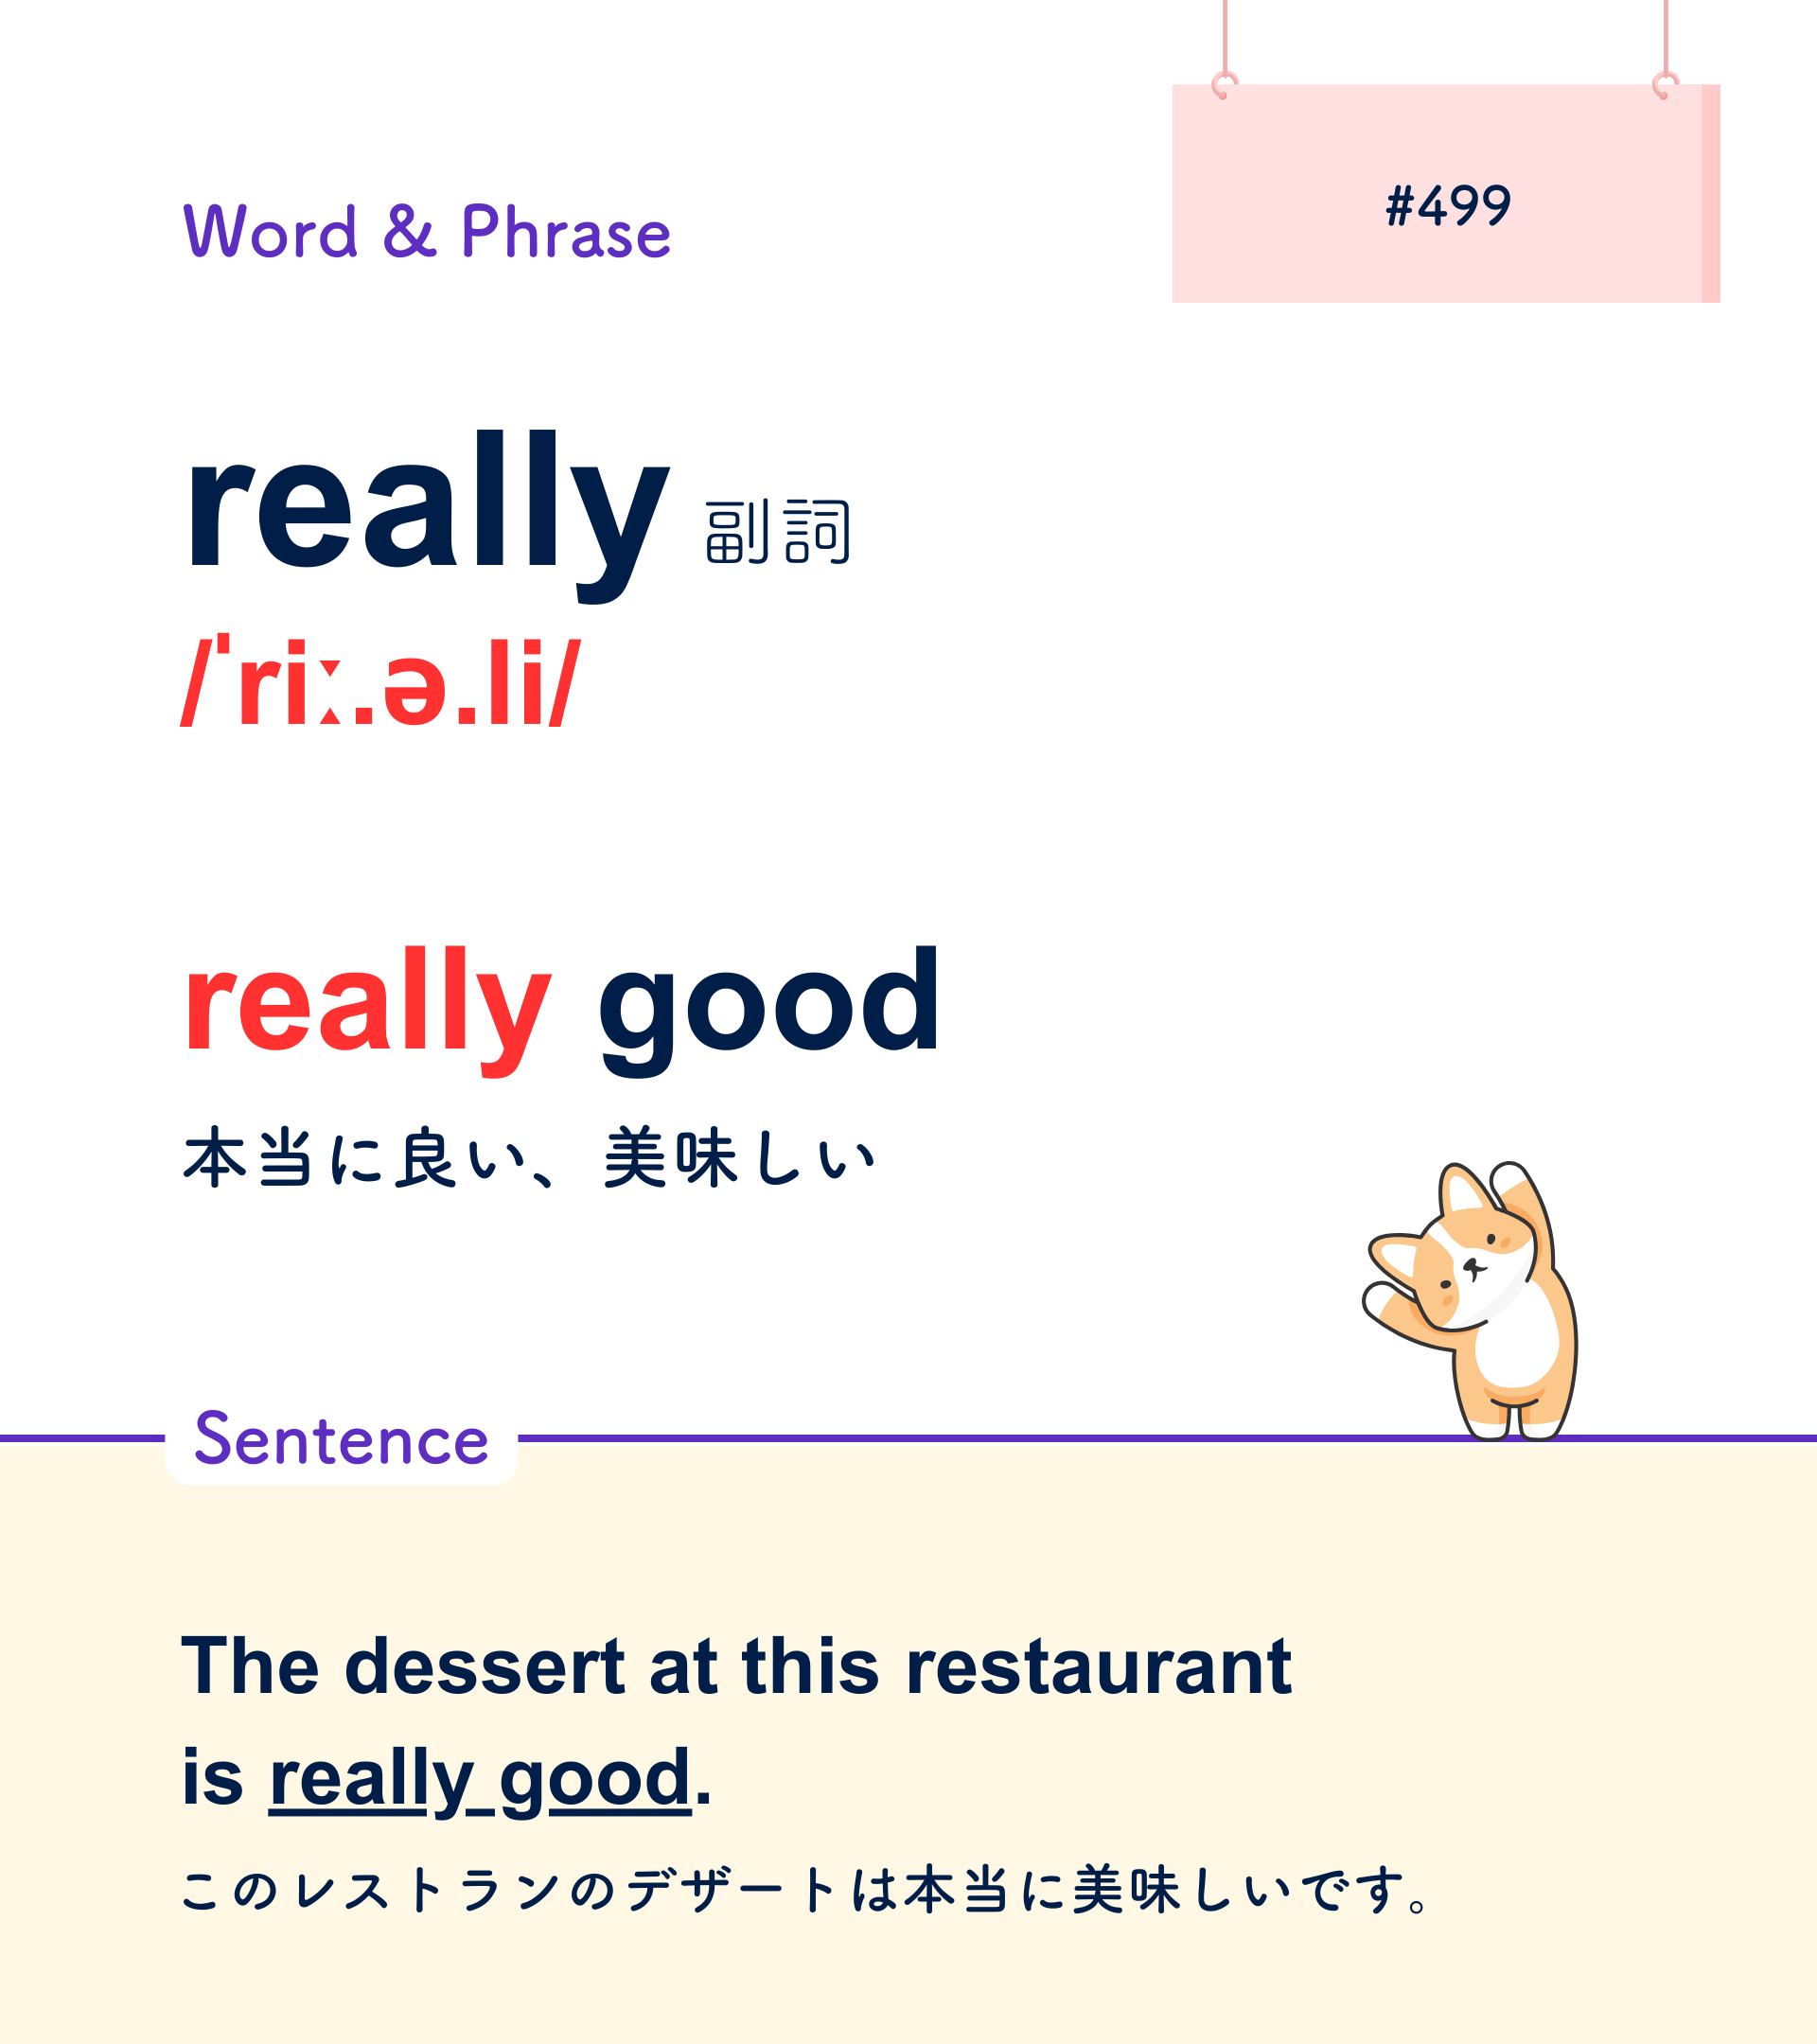 #499
Word & Phrase
really 副詞
/ˈriː.ə.li/
really good
本当に良い、美味しい
Sentence
The dessert at this restaurant
is really good.
このレストランのデザートは本当に美味しいです。